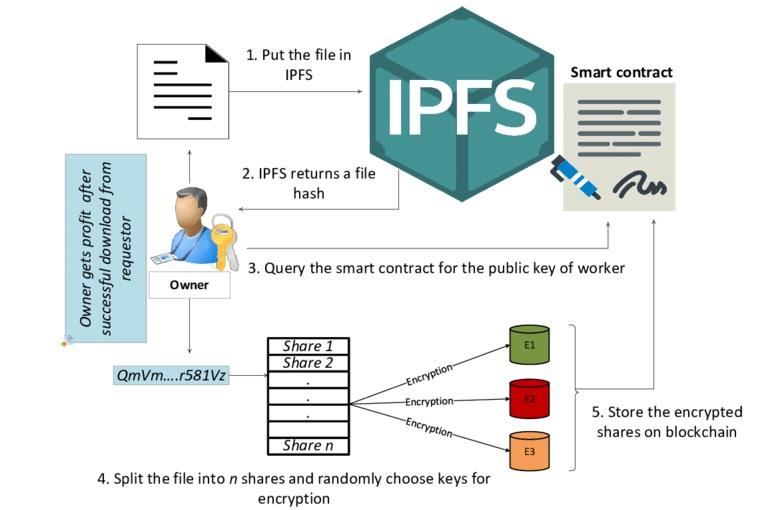 1. Put the file in
IPFS
IPFS
Smart contract
2. IPFS returns a file
hash
Owner gets profit after
successful download from
requestor
3. Query the smart contract for the public key of worker
Owner
QmVm....r581Vz
Share 1
Share 2
.
.
.
Share n
Encryption
Encryption
Encryption
E1
E2
E3
5. Store the encrypted
shares on blockchain
4. Split the file into n shares and randomly choose keys for
encryption